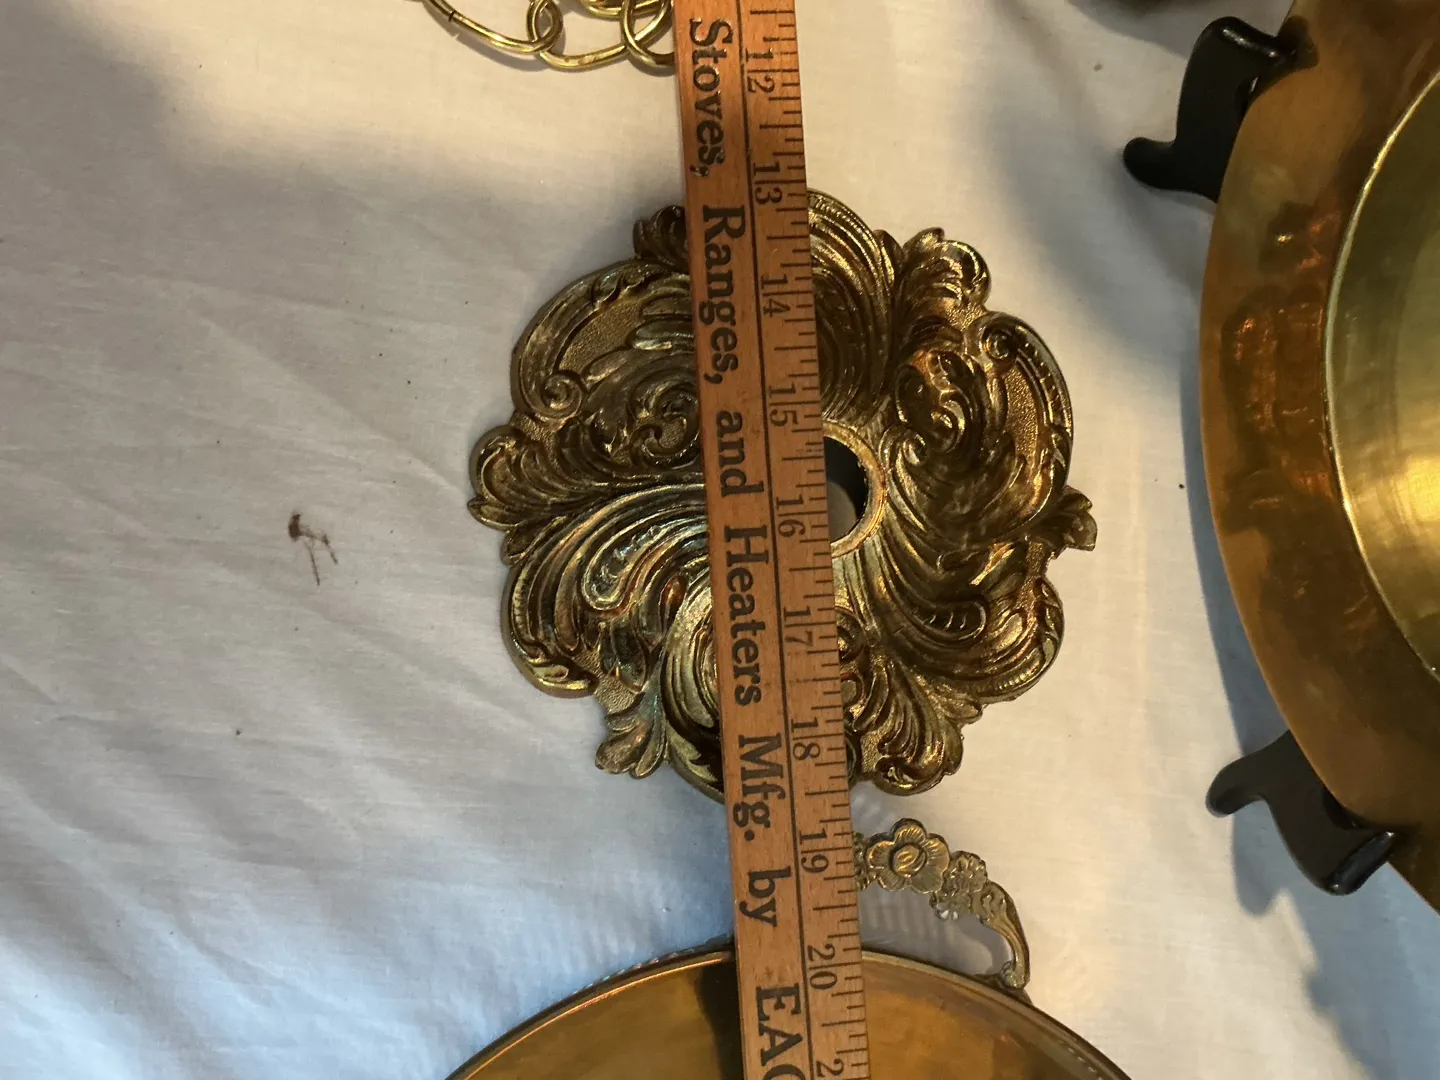 Stoves, Ranges, and Heaters Mfg. by
12 13 14 15 16 17 18 19 20